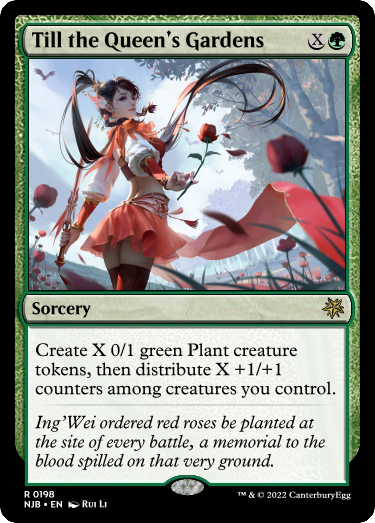 Till the Queen's Gardens X
Sorcery
Create X 0/1 green Plant creature
tokens, then distribute X +1/+1
counters among creatures you control.
Ing'Wei ordered red roses be planted at
the site of every battle, a memorial to the
blood spilled on that very ground.
R 0198
NJB • EN Rui Li
™ & © 2022 CanterburyEgg